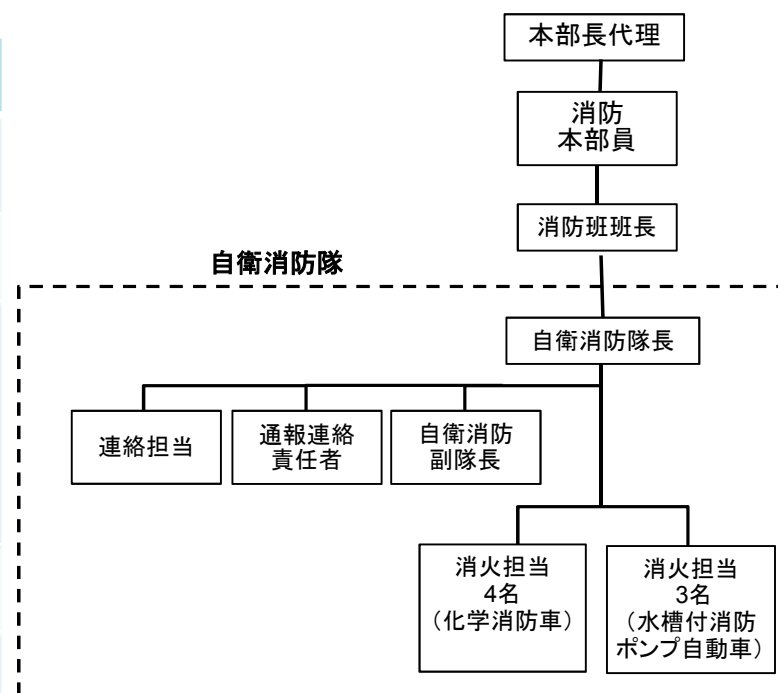 本部長代理
消防
本部員
消防班班長
自衛消防隊
自衛消防隊長
連絡担当
通報連絡
責任者
自衛消防
副隊長
消火担当
4名
（化学消防車）
消火担当
3名
（水槽付消防
ポンプ自動車）